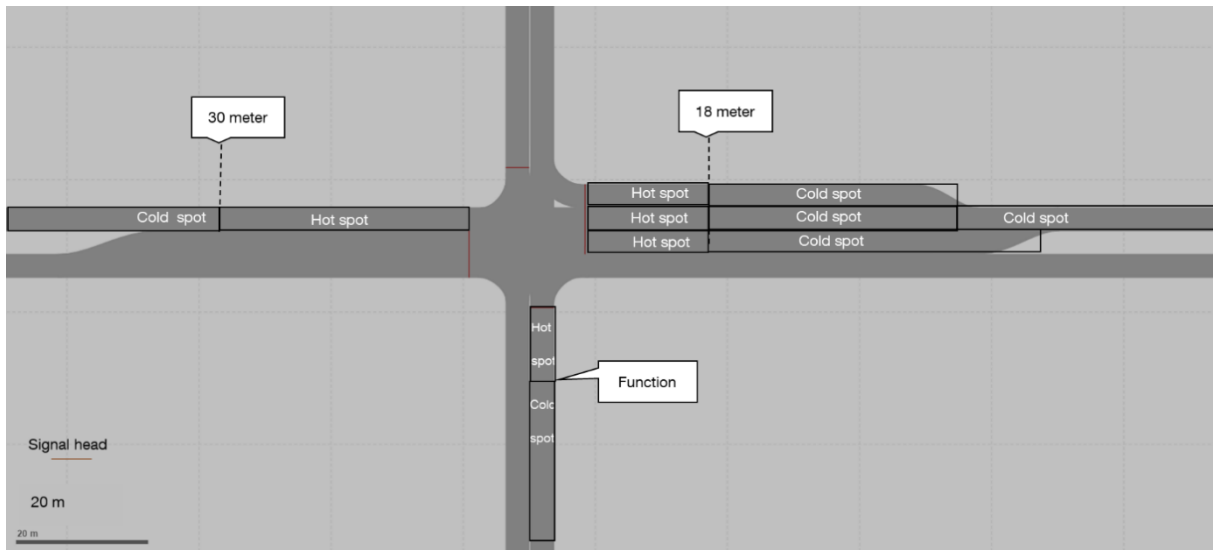 30 meter
18 meter
Hot spot
Cold spot
Cold  spot
Hot spot
Hot spot
Cold spot
Cold spot
Hot spot
Cold spot
Hot
spot
Function
Cold
spot
Signal head
20 m
20 m